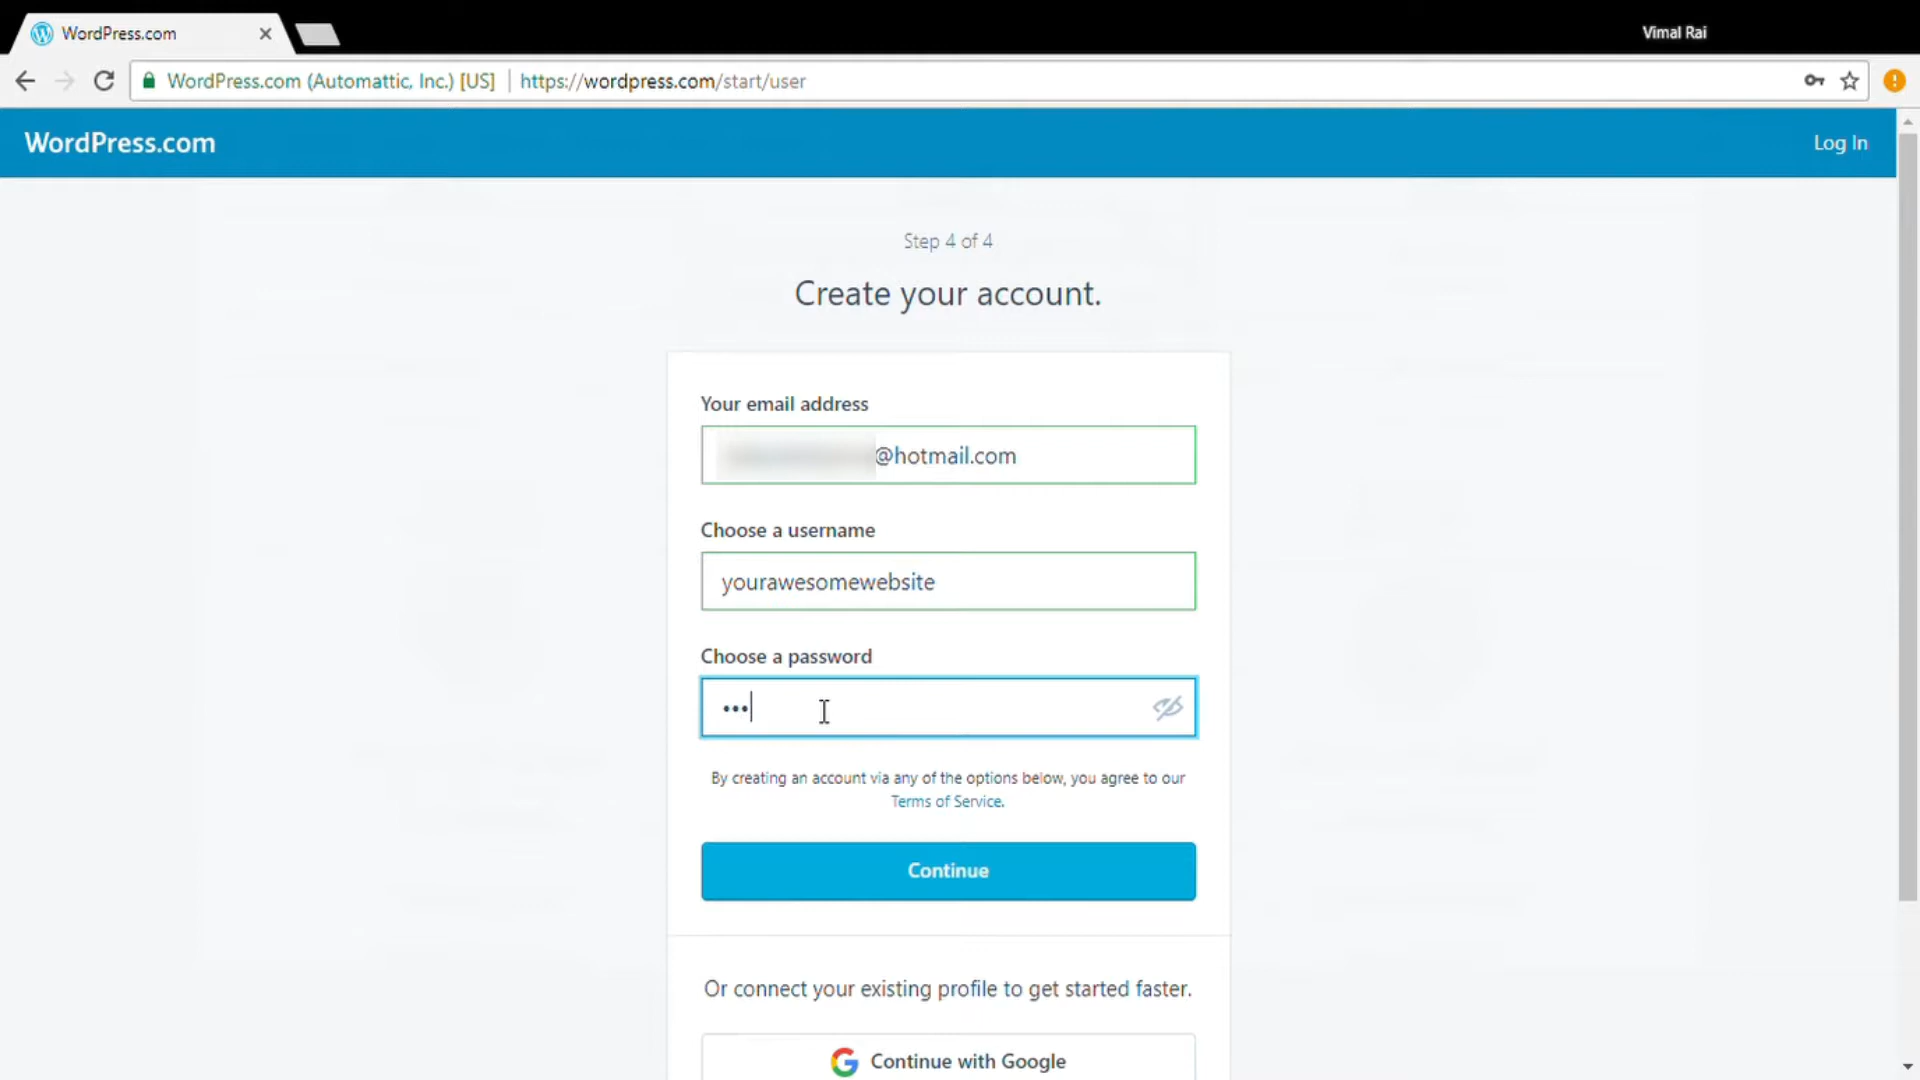 WordPress.com
Vimal Rai
WordPress.com (Automattic, Inc.) [US] | https://wordpress.com/start/user
WordPress.com
Log In
Step 4 of 4
Create your account.
Your email address
@hotmail.com
Choose a username
yourawesomewebsite
Choose a password
•••
By creating an account via any of the options below, you agree to our
Terms of Service.
Continue
Or connect your existing profile to get started faster.
Continue with Google